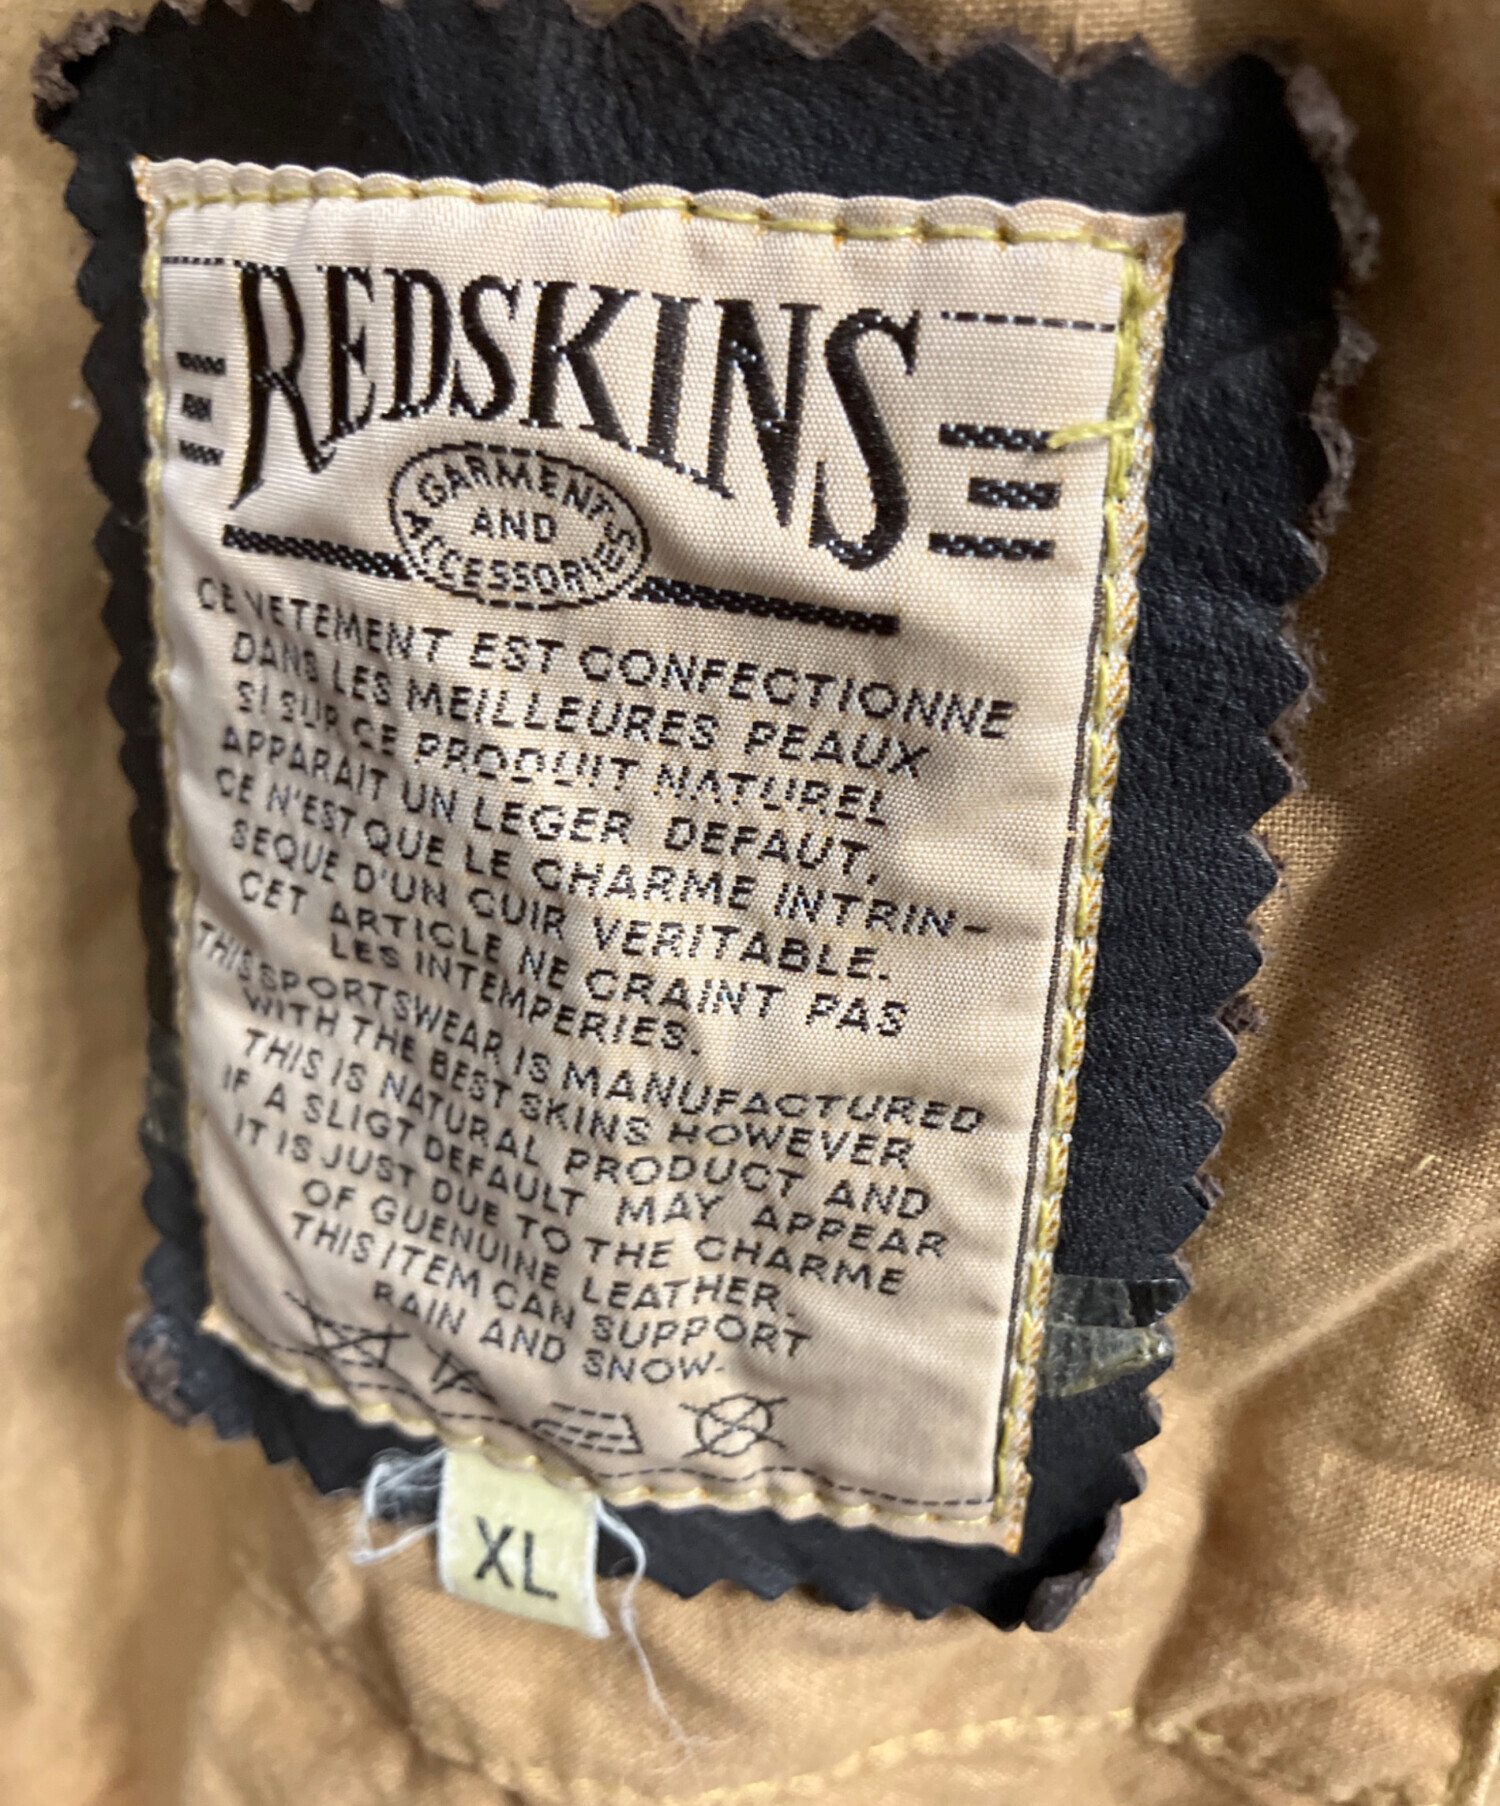 REDSKINS
GARMENTS
AND
ACCESSORIES
CE VETEMENT EST CONFECTIONNE
DANS LES MEILLEURES PEAUX
SI SUR CE PRODUIT NATUREL
APPARAIT UN LEGER DEFAUT,
CE N'EST QUE LE CHARME INTRIN-
SEQUE D'UN CUIR VERITABLE.
CET ARTICLE NE CRAINT PAS
LES INTEMPERIES.
THIS SPORTSWEAR IS MANUFACTURED
WITH THE BEST SKINS HOWEVER
THIS IS NATURAL PRODUCT AND
IF A SLIGT DEFAULT MAY APPEAR
IT IS JUST DUE TO THE CHARME
OF GUENUINE LEATHER.
THIS ITEM CAN SUPPORT
RAIN AND SNOW.
XL